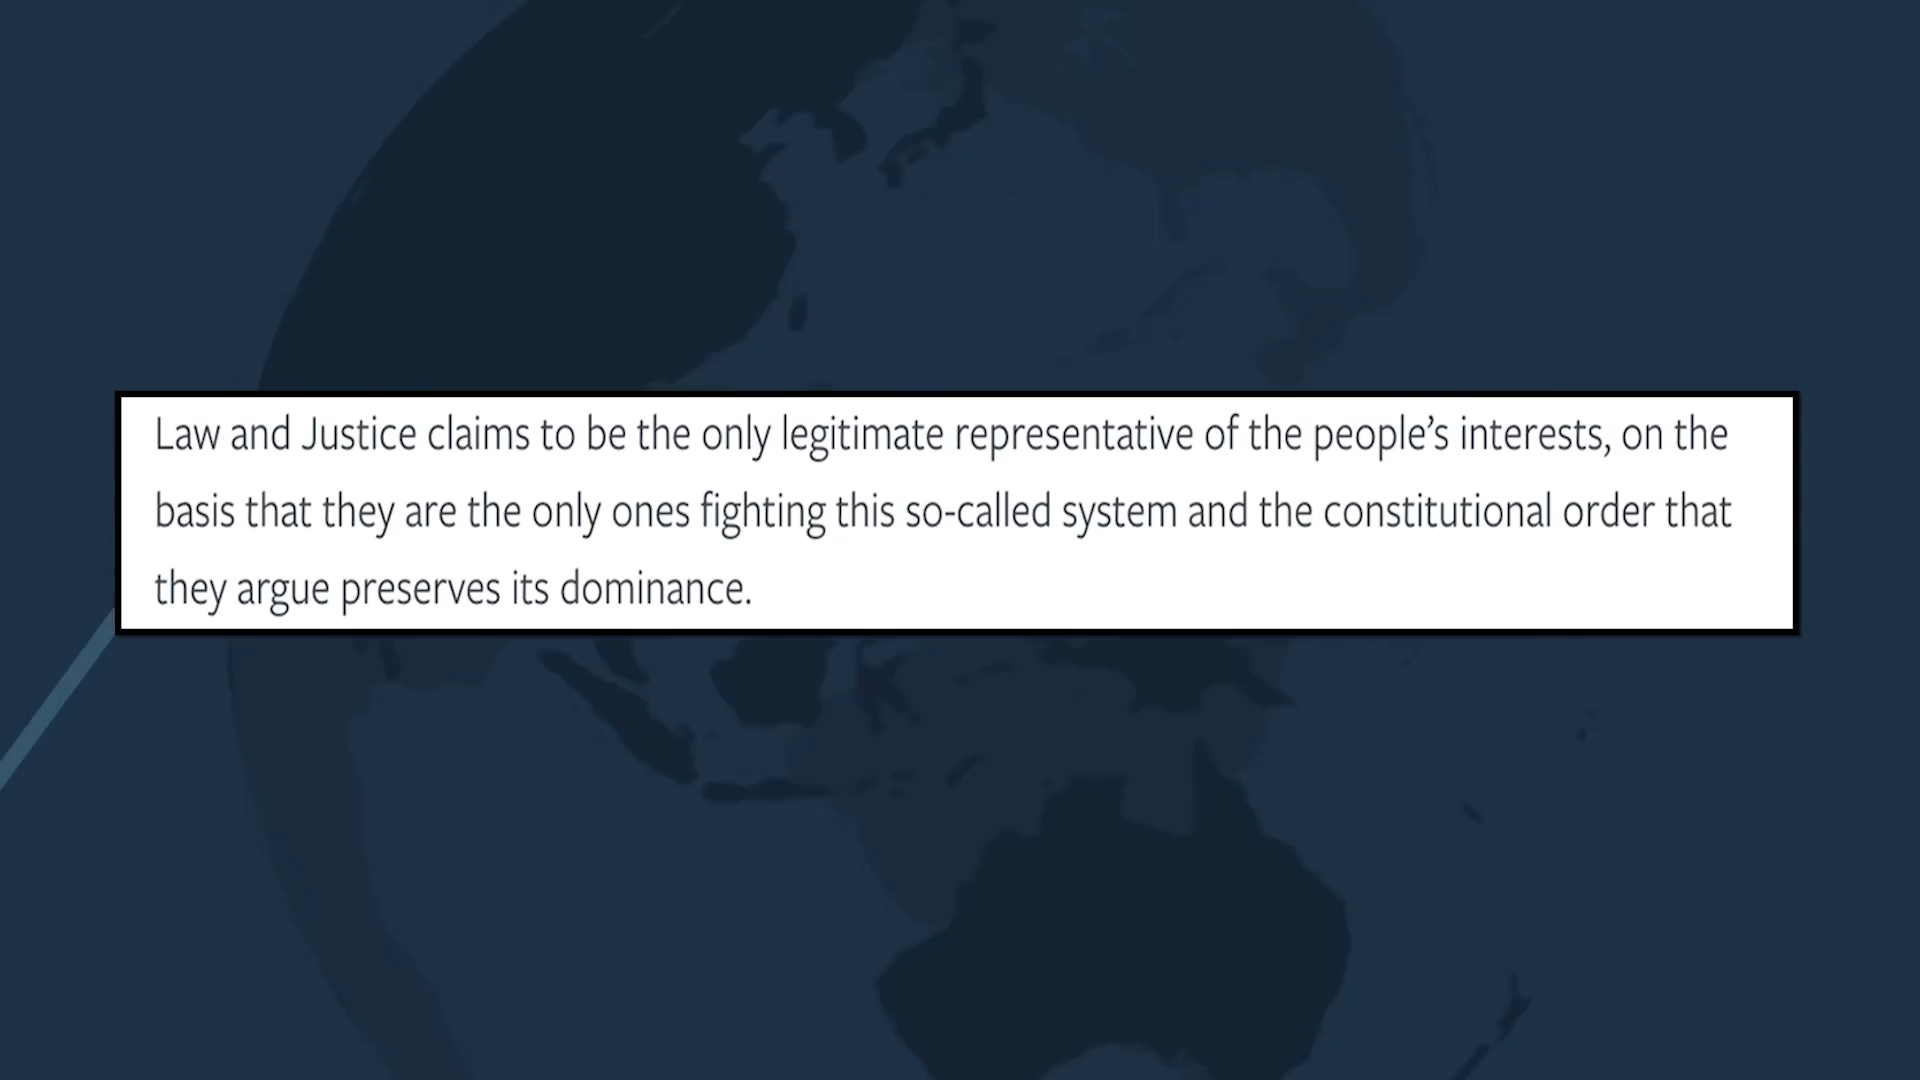 Law and Justice claims to be the only legitimate representative of the people’s interests, on the
basis that they are the only ones fighting this so-called system and the constitutional order that
they argue preserves its dominance.